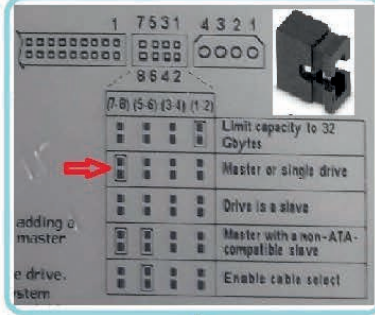 1 7531 4321
8642
(7-8) (5-6) (3-4) (1-2)
Limit capacity to 32
Gbytes
Master or single drive
Drive is a slave
adding a
master
Master with a non-ATA-
compatible slave
e drive.
stem
Enable cable select